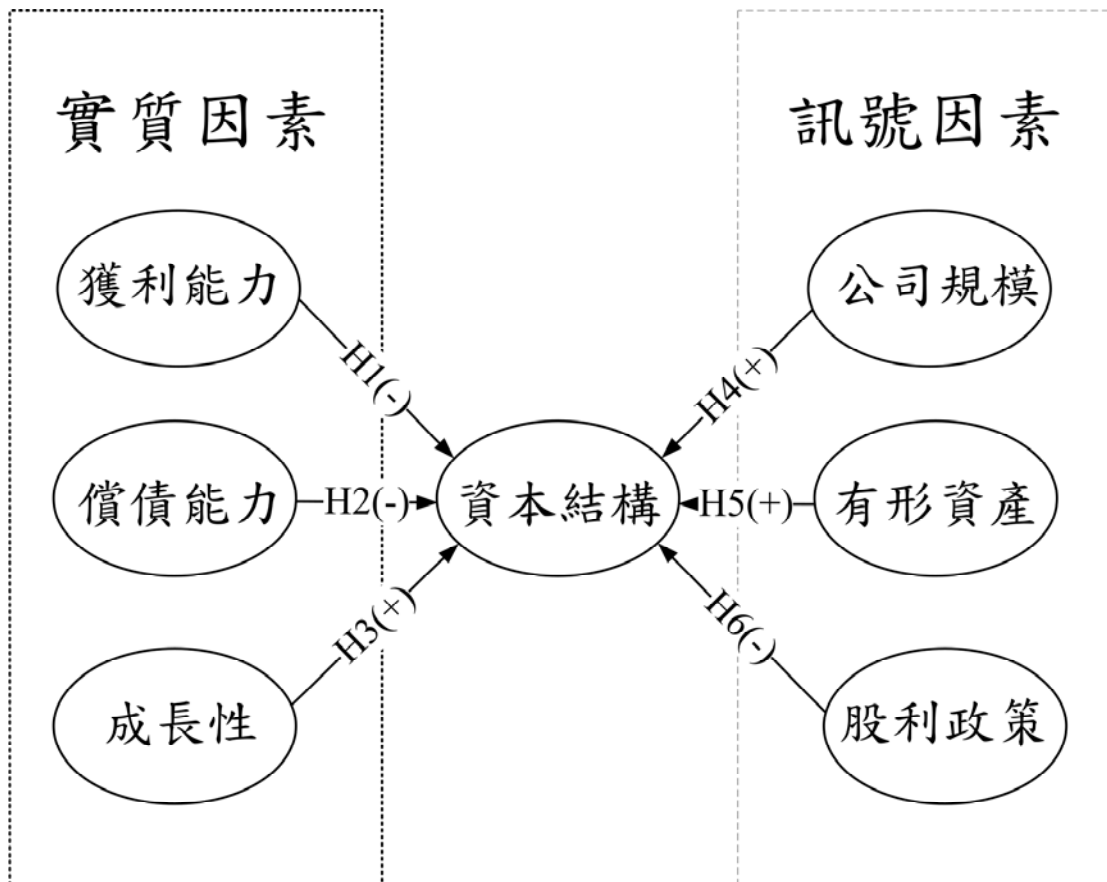 實質因素
訊號因素
獲利能力
公司規模
H1(-)
H4(+)
償債能力
H2(-)
資本結構
H5(+)
有形資產
H3(+)
H6(-)
成長性
股利政策